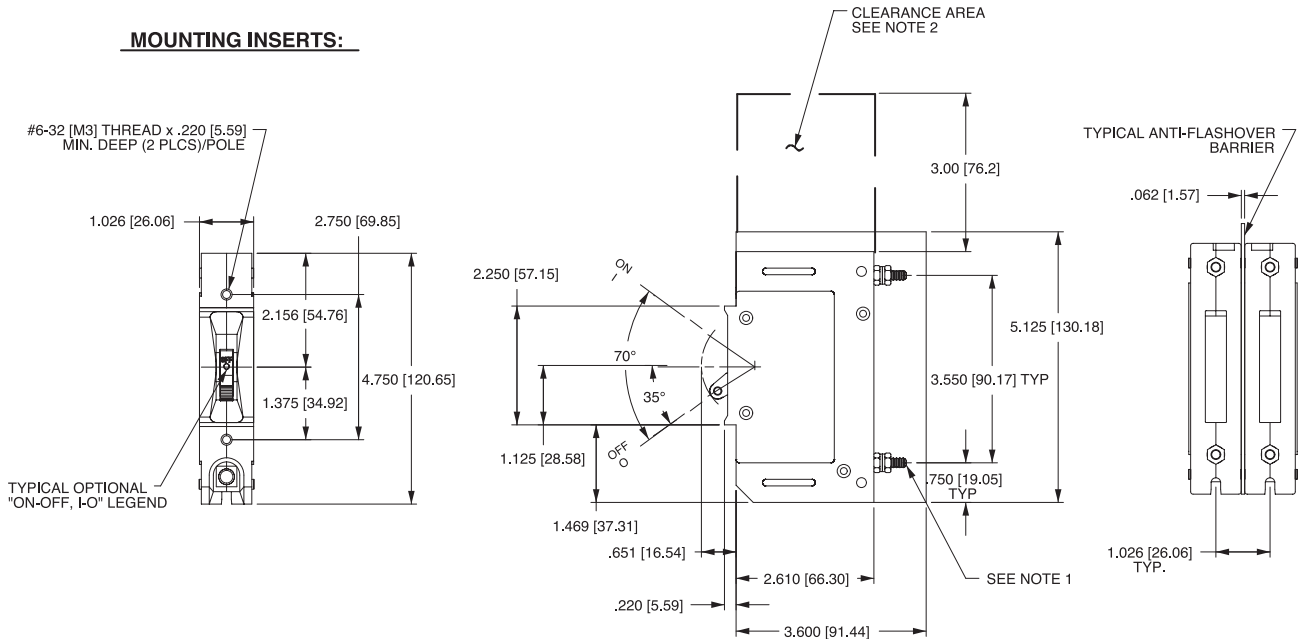 MOUNTING INSERTS:
CLEARANCE AREA
SEE NOTE 2
#6-32 [M3] THREAD x .220 [5.59]
MIN. DEEP (2 PLCS)/POLE
TYPICAL ANTI-FLASHOVER
BARRIER
3.00 [76.2]
.062 [1.57]
1.026 [26.06]
2.750 [69.85]
ON
I
2.250 [57.15]
2.156 [54.76]
5.125 [130.18]
70°
3.550 [90.17] TYP
4.750 [120.65]
OFF
35°
1.375 [34.92]
OFF
O
1.125 [28.58]
.750 [19.05]
TYP
TYPICAL OPTIONAL
"ON-OFF, I-O" LEGEND
1.469 [37.31]
.651 [16.54]
1.026 [26.06]
TYP.
2.610 [66.30]
SEE NOTE 1
.220 [5.59]
3.600 [91.44]